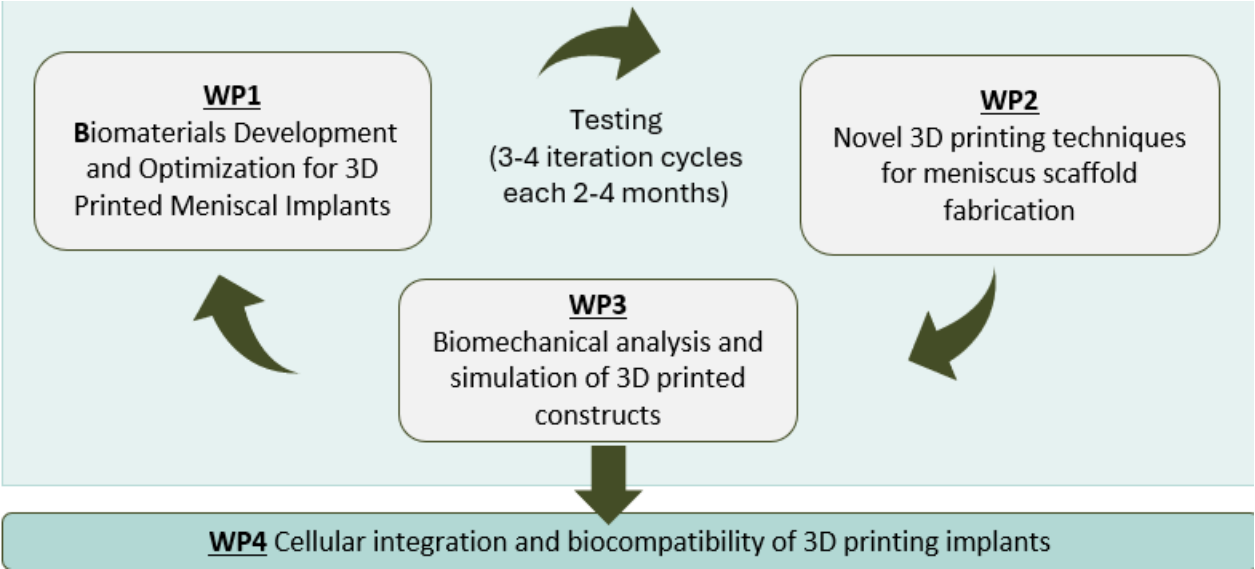 WP1
Biomaterials Development
and Optimization for 3D
Printed Meniscal Implants
Testing
(3-4 iteration cycles
each 2-4 months)
WP2
Novel 3D printing techniques
for meniscus scaffold
fabrication
WP3
Biomechanical analysis and
simulation of 3D printed
constructs
WP4 Cellular integration and biocompatibility of 3D printing implants